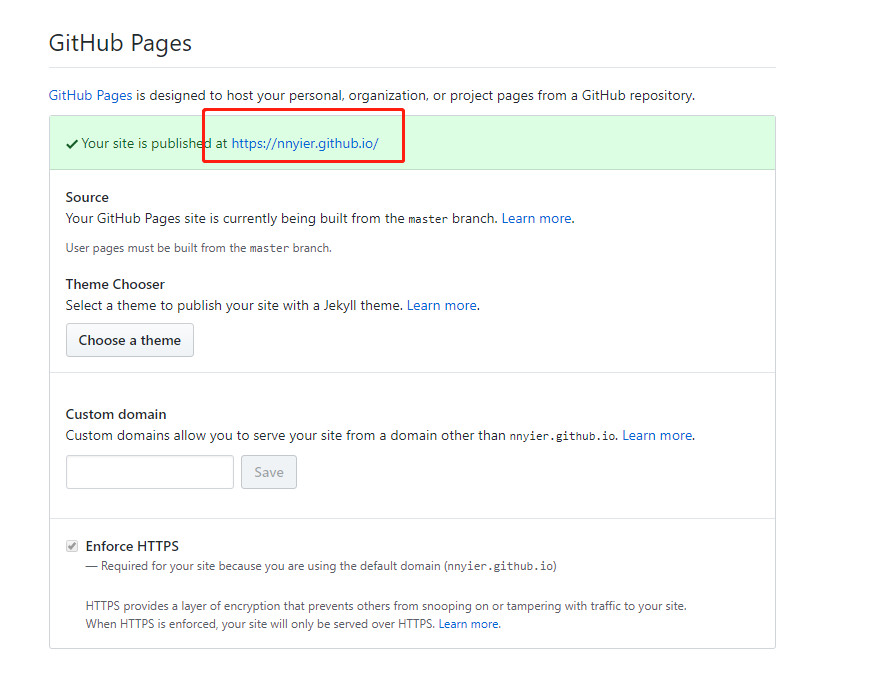 GitHub Pages
GitHub Pages is designed to host your personal, organization, or project pages from a GitHub repository.
Your site is published at https://nnyier.github.io/
Source
Your GitHub Pages site is currently being built from the master branch. Learn more.
User pages must be built from the master branch.
Theme Chooser
Select a theme to publish your site with a Jekyll theme. Learn more.
Choose a theme
Custom domain
Custom domains allow you to serve your site from a domain other than nnyier.github.io. Learn more.
Save
Enforce HTTPS
— Required for your site because you are using the default domain (nnyier.github.io)
HTTPS provides a layer of encryption that prevents others from snooping on or tampering with traffic to your site.
When HTTPS is enforced, your site will only be served over HTTPS. Learn more.